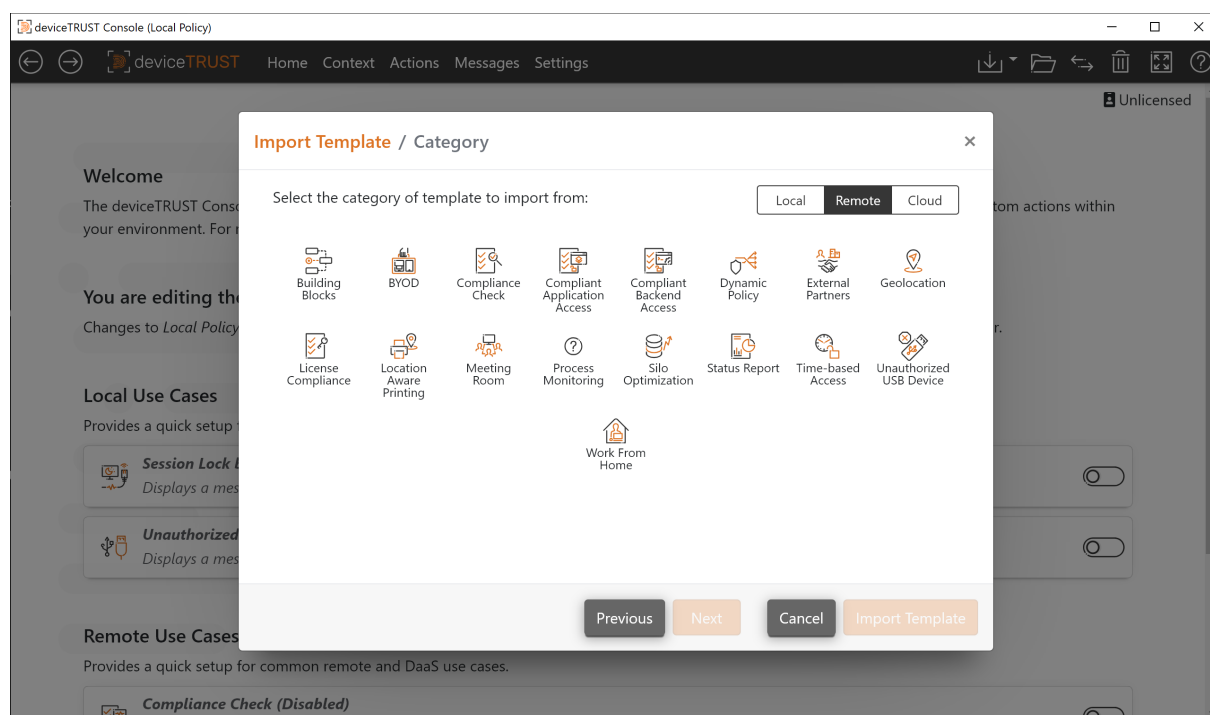 deviceTRUST Console (Local Policy)
deviceTRUST Home Context Actions Messages Settings
Unlicensed
Import Template / Category ×
Select the category of template to import from:
Local Remote Cloud
Building
Blocks
BYOD
Compliance
Check
Compliant
Application
Access
Compliant
Backend
Access
Dynamic
Policy
External
Partners
Geolocation
License
Compliance
Location
Aware
Printing
Meeting
Room
Process
Monitoring
Silo
Optimization
Status Report
Time-based
Access
Unauthorized
USB Device
Work From
Home
Previous Next Cancel Import Template
Welcome
The deviceTRUST Conso
tom actions within
your environment. For
You are editing the
Changes to Local Policy
r.
Local Use Cases
Provides a quick setup
Session Lock
Displays a mes
Unauthorized
Displays a mes
Remote Use Cases
Provides a quick setup for common remote and DaaS use cases.
Compliance Check (Disabled)